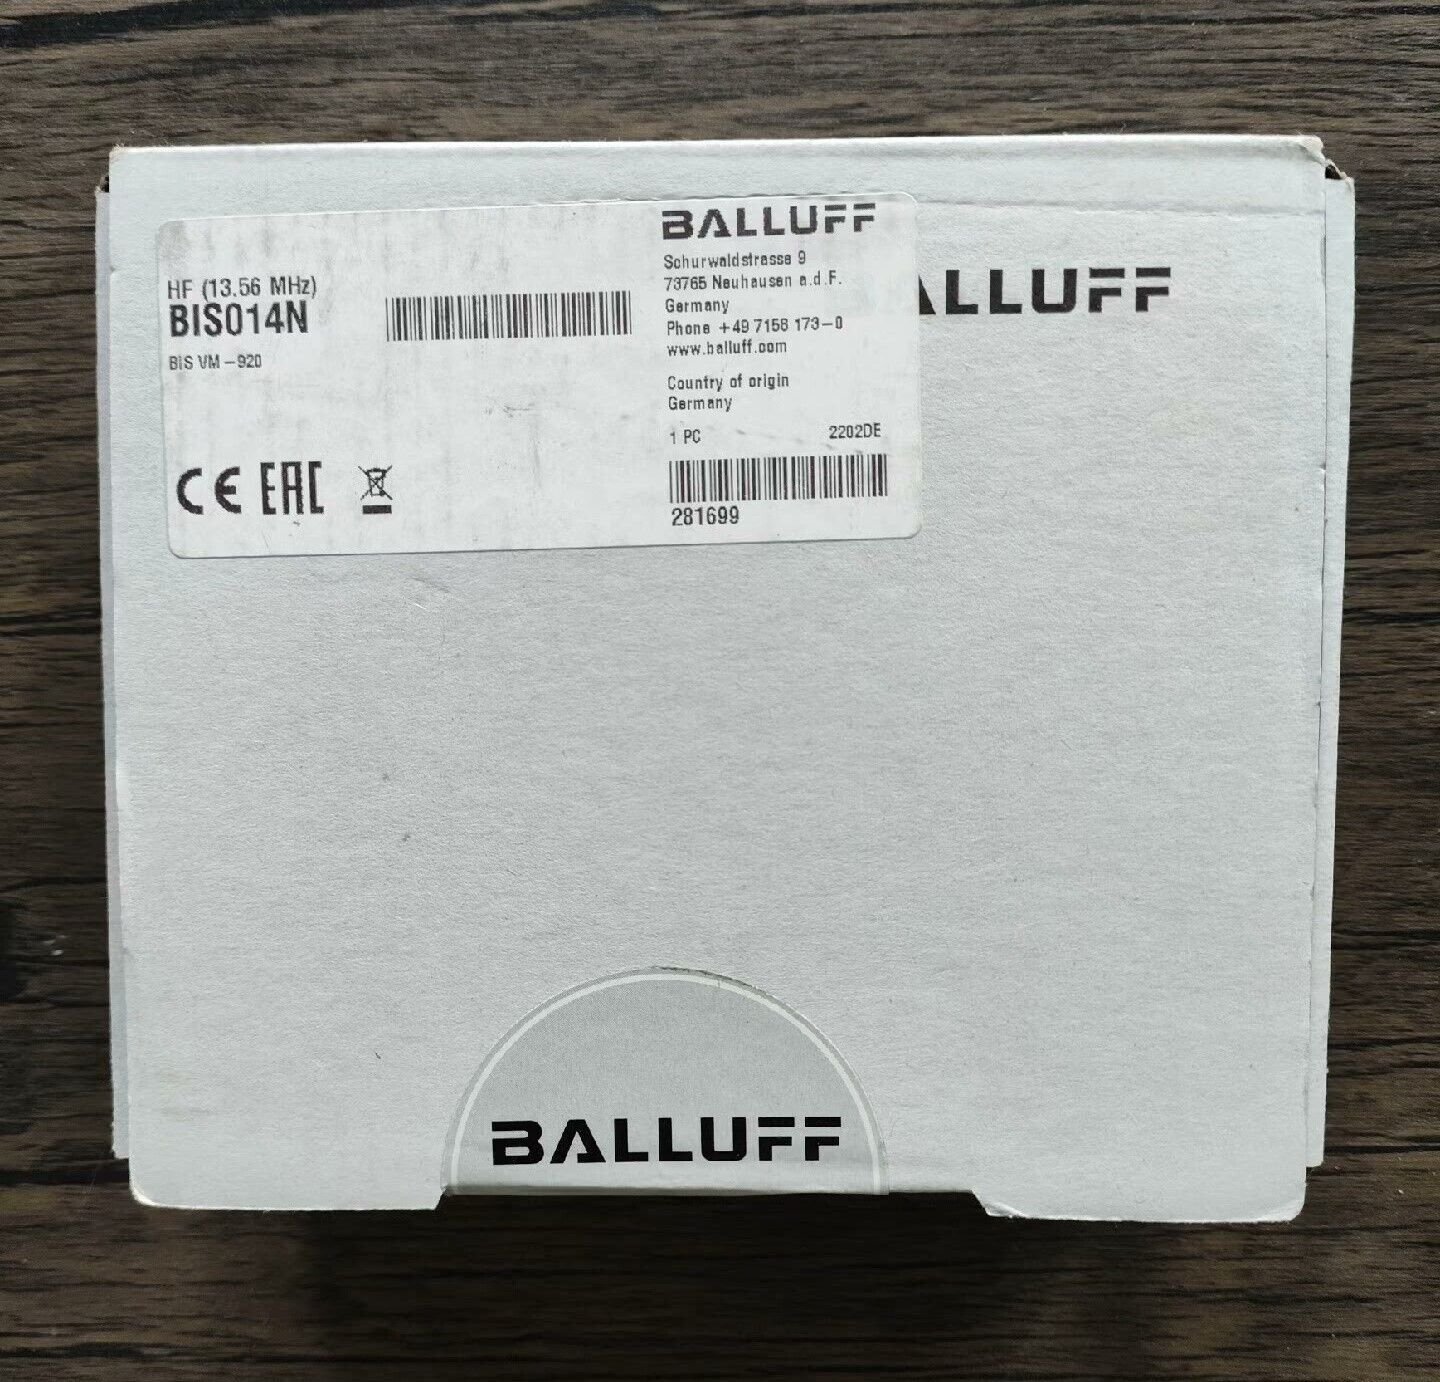 HF (13.56 MHz)
BIS014N
BIS VM-920
CE EAC
BALLUFF
Schurwaldstrasse 9
73765 Neuhausen a.d.F.
Germany
Phone +49 7158 173-0
www.balluff.com
Country of origin
Germany
1 PC 2202DE
281699
ALLUFF
BALLUFF